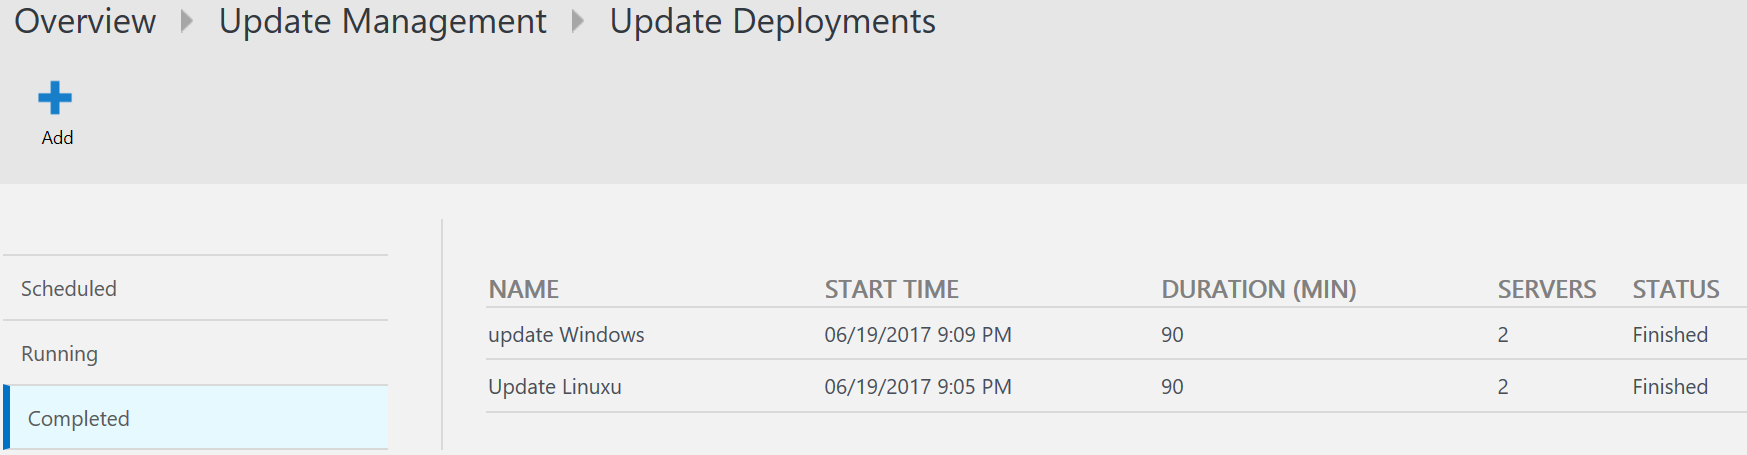 Overview Update Management Update Deployments
Add
Scheduled
Running
Completed
NAME START TIME DURATION (MIN) SERVERS STATUS
update Windows 06/19/2017 9:09 PM 90 2 Finished
Update Linuxu 06/19/2017 9:05 PM 90 2 Finished